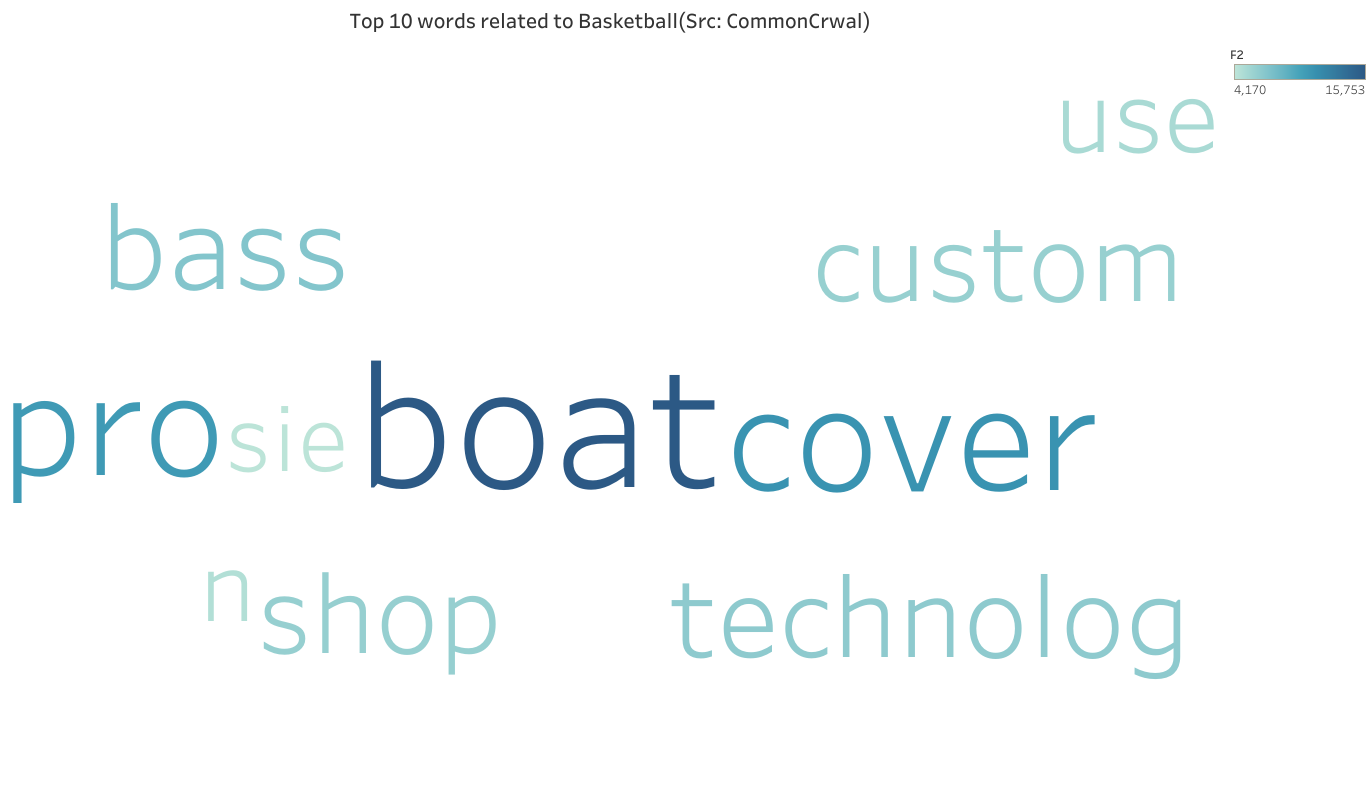 Top 10 words related to Basketball(Src: CommonCrwal)
F2
4,170 15,753
use
bass
custom
pro sie boat cover
n shop technolog